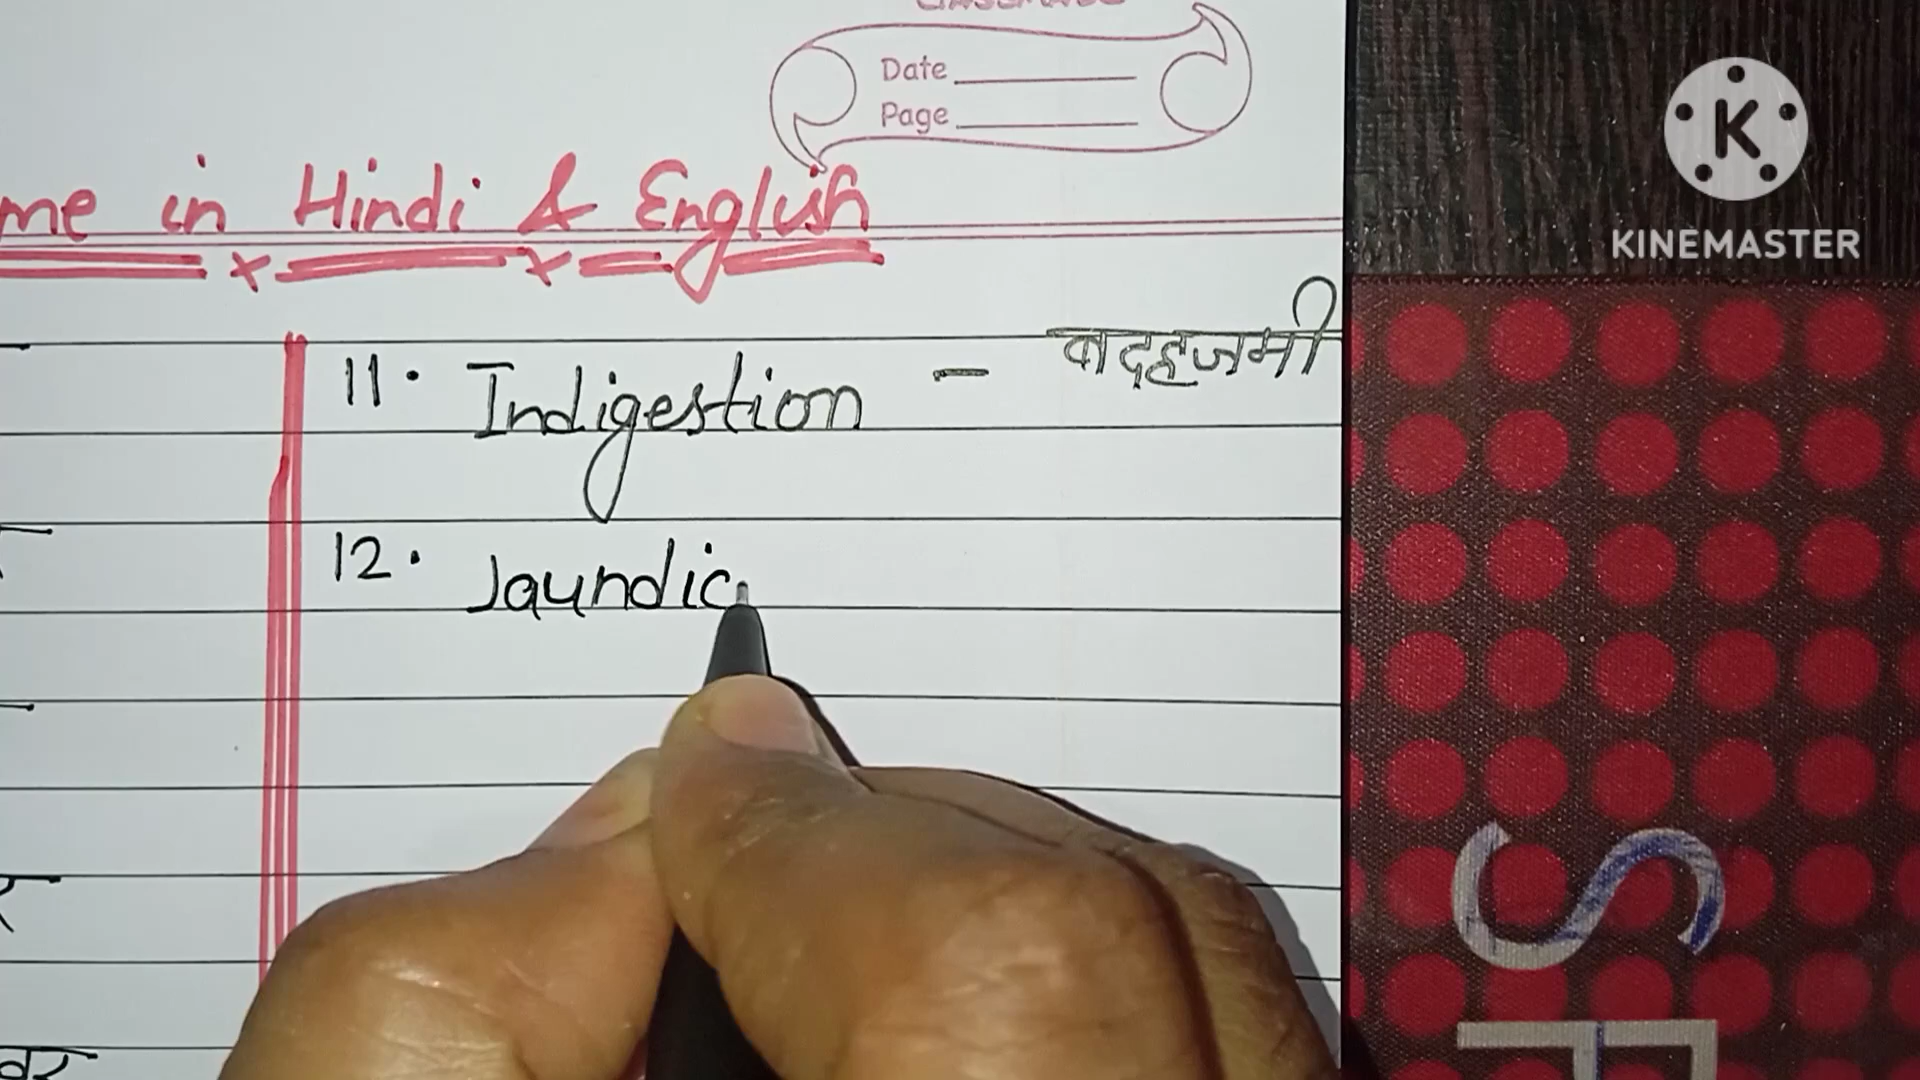 Date
Page
me in Hindi & English
11. Indigestion - बदहजमी
12. Jaundic
KINEMASTER